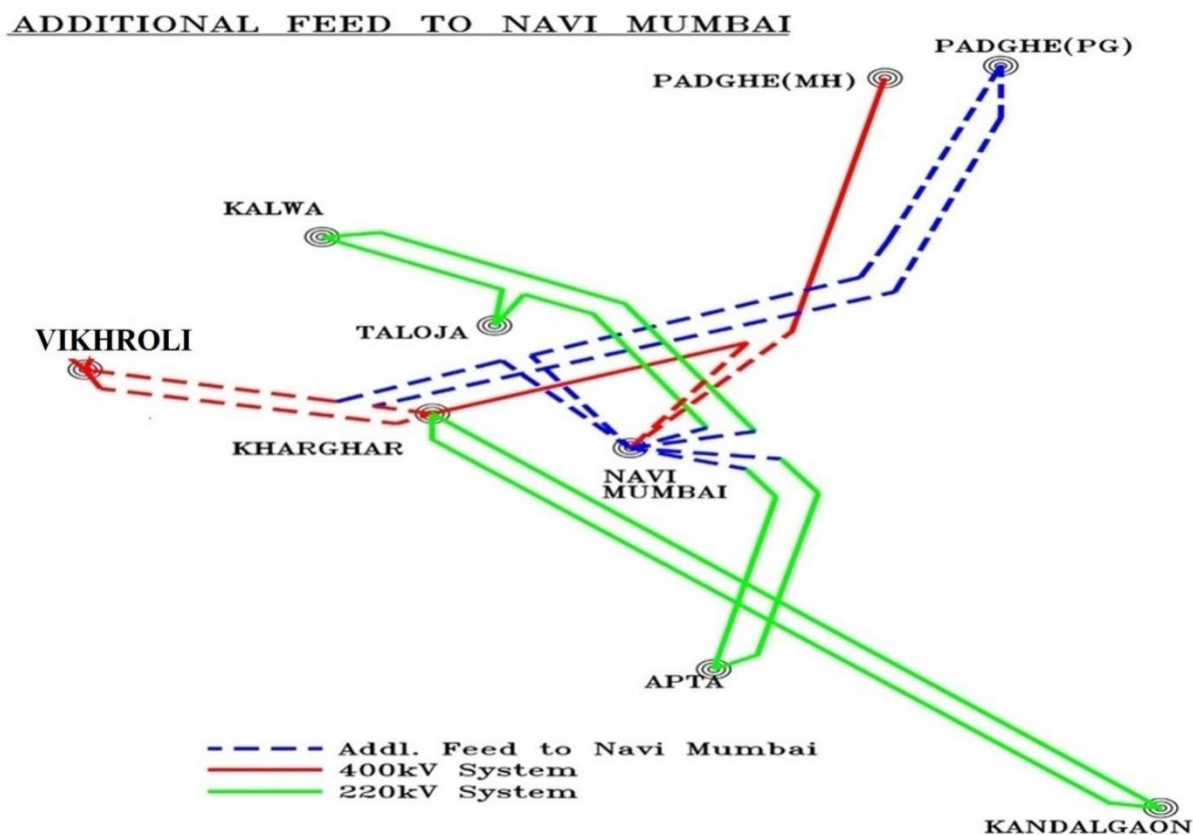 ADDITIONAL FEED TO NAVI MUMBAI
PADGHE(PG)
PADGHE(MH)
KALWA
TALOJA
VIKHROLI
KHARGHAR
NAVI
MUMBAI
APTA
Addl. Feed to Navi Mumbai
400kV System
220kV System
KANDALGAON